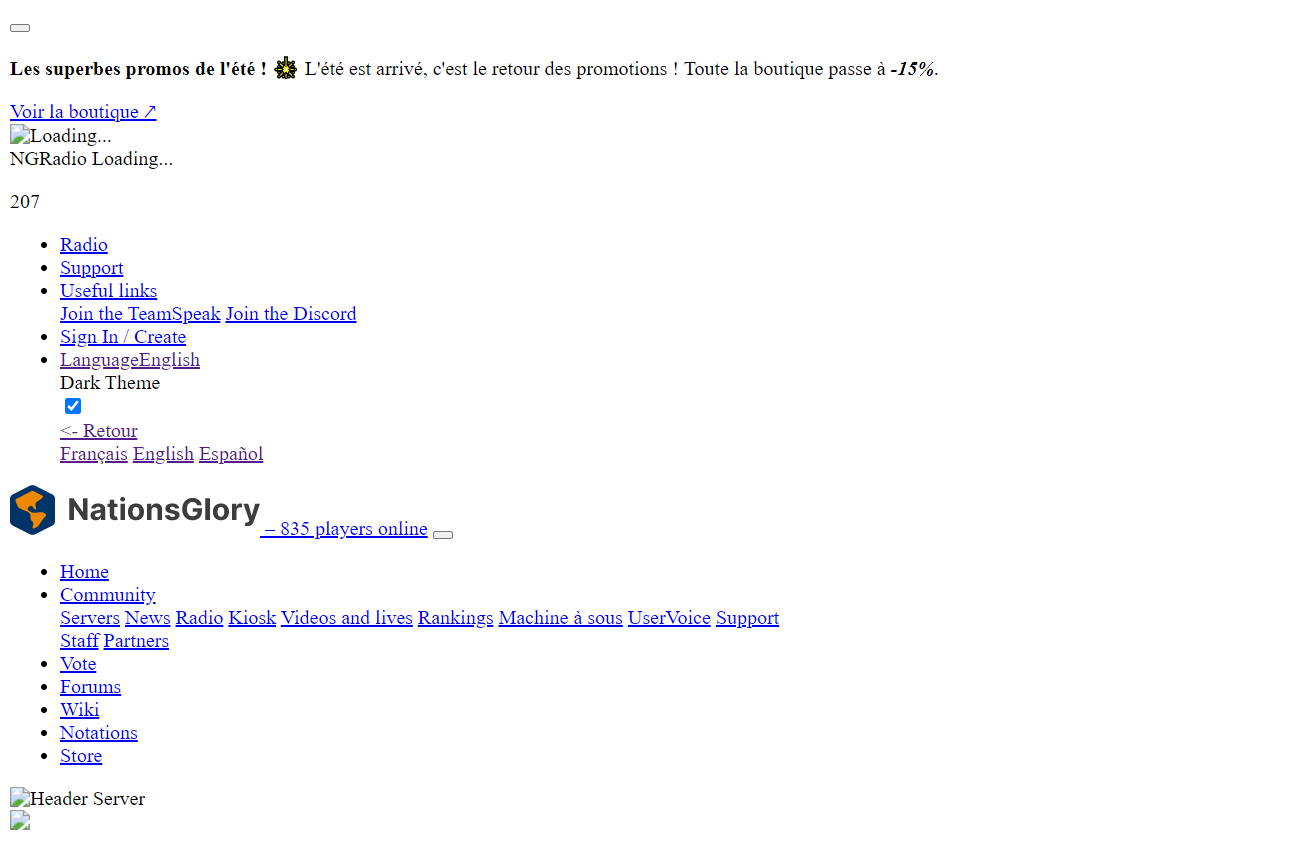 Les superbes promos de l'été ! L'été est arrivé, c'est le retour des promotions ! Toute la boutique passe à -15%.
Voir la boutique ↗
Loading...
NGRadio Loading...
207
Radio
Support
Useful links
Join the TeamSpeak Join the Discord
Sign In / Create
LanguageEnglish
Dark Theme
<- Retour
Français English Español
NationsGlory – 835 players online
Home
Community
Servers News Radio Kiosk Videos and lives Rankings Machine à sous UserVoice Support
Staff Partners
Vote
Forums
Wiki
Notations
Store
Header Server